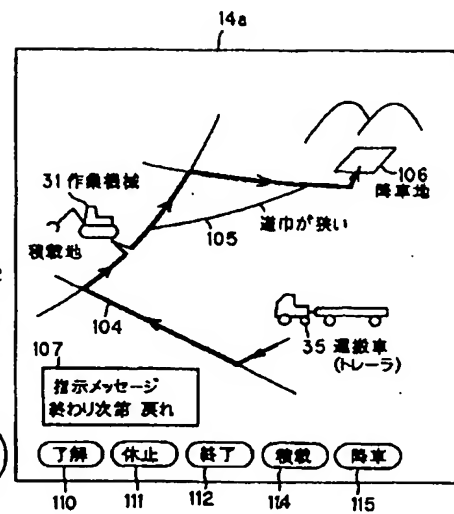 14a
31 作業機械
積載地
106
降車地
105
道巾が狭い
104
35 運搬車
(トレーラ)
107
指示メッセージ
終わり次第 戻れ
了解 休止 終了 積載 降車
110 111 112 114 115